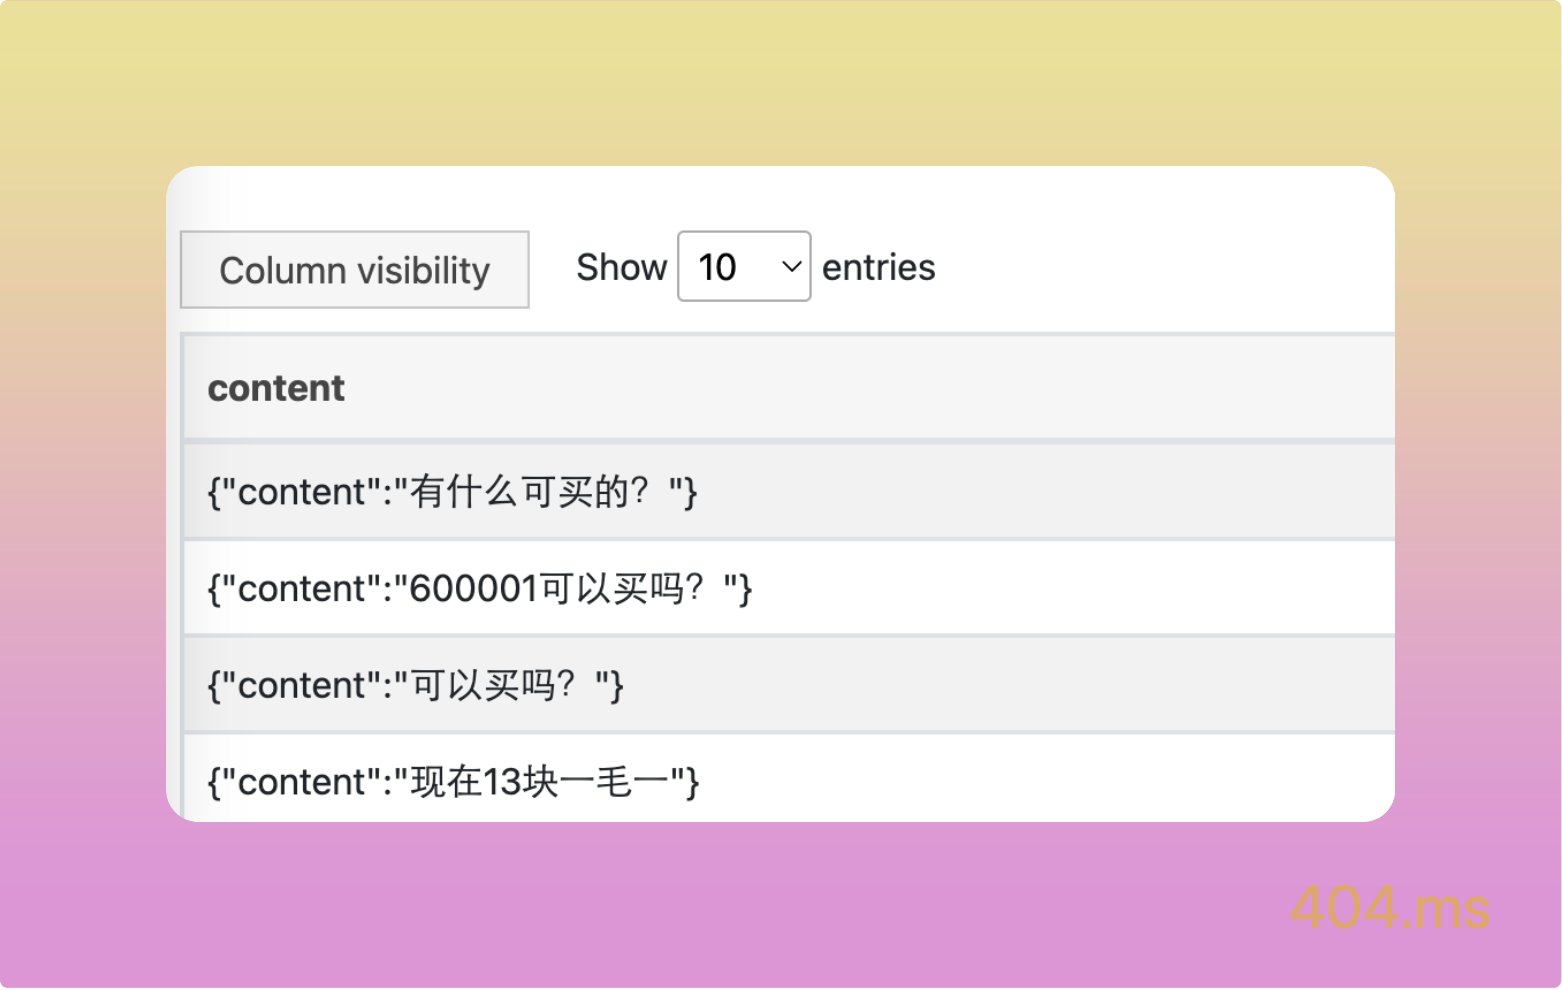 Column visibility Show 10 entries
content
{"content":"有什么可买的？"}
{"content":"600001可以买吗？"}
{"content":"可以买吗？"}
{"content":"现在13块一毛一"}
404.ms